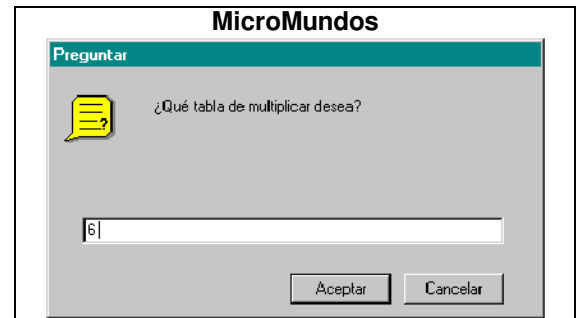 MicroMundos
Preguntar
¿Qué tabla de multiplicar desea?
6
Aceptar
Cancelar